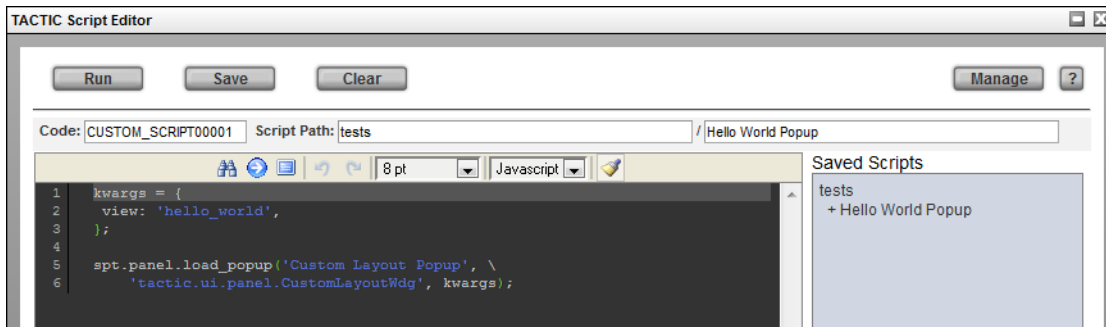 TACTIC Script Editor
Run Save Clear Manage ?
Code: CUSTOM_SCRIPT00001 Script Path: tests / Hello World Popup
8 pt Javascript
Saved Scripts
1 kwargs = {
2 view: 'hello_world',
3 };
4
5 spt.panel.load_popup('Custom Layout Popup', \
6 'tactic.ui.panel.CustomLayoutWdg', kwargs);
tests
+ Hello World Popup